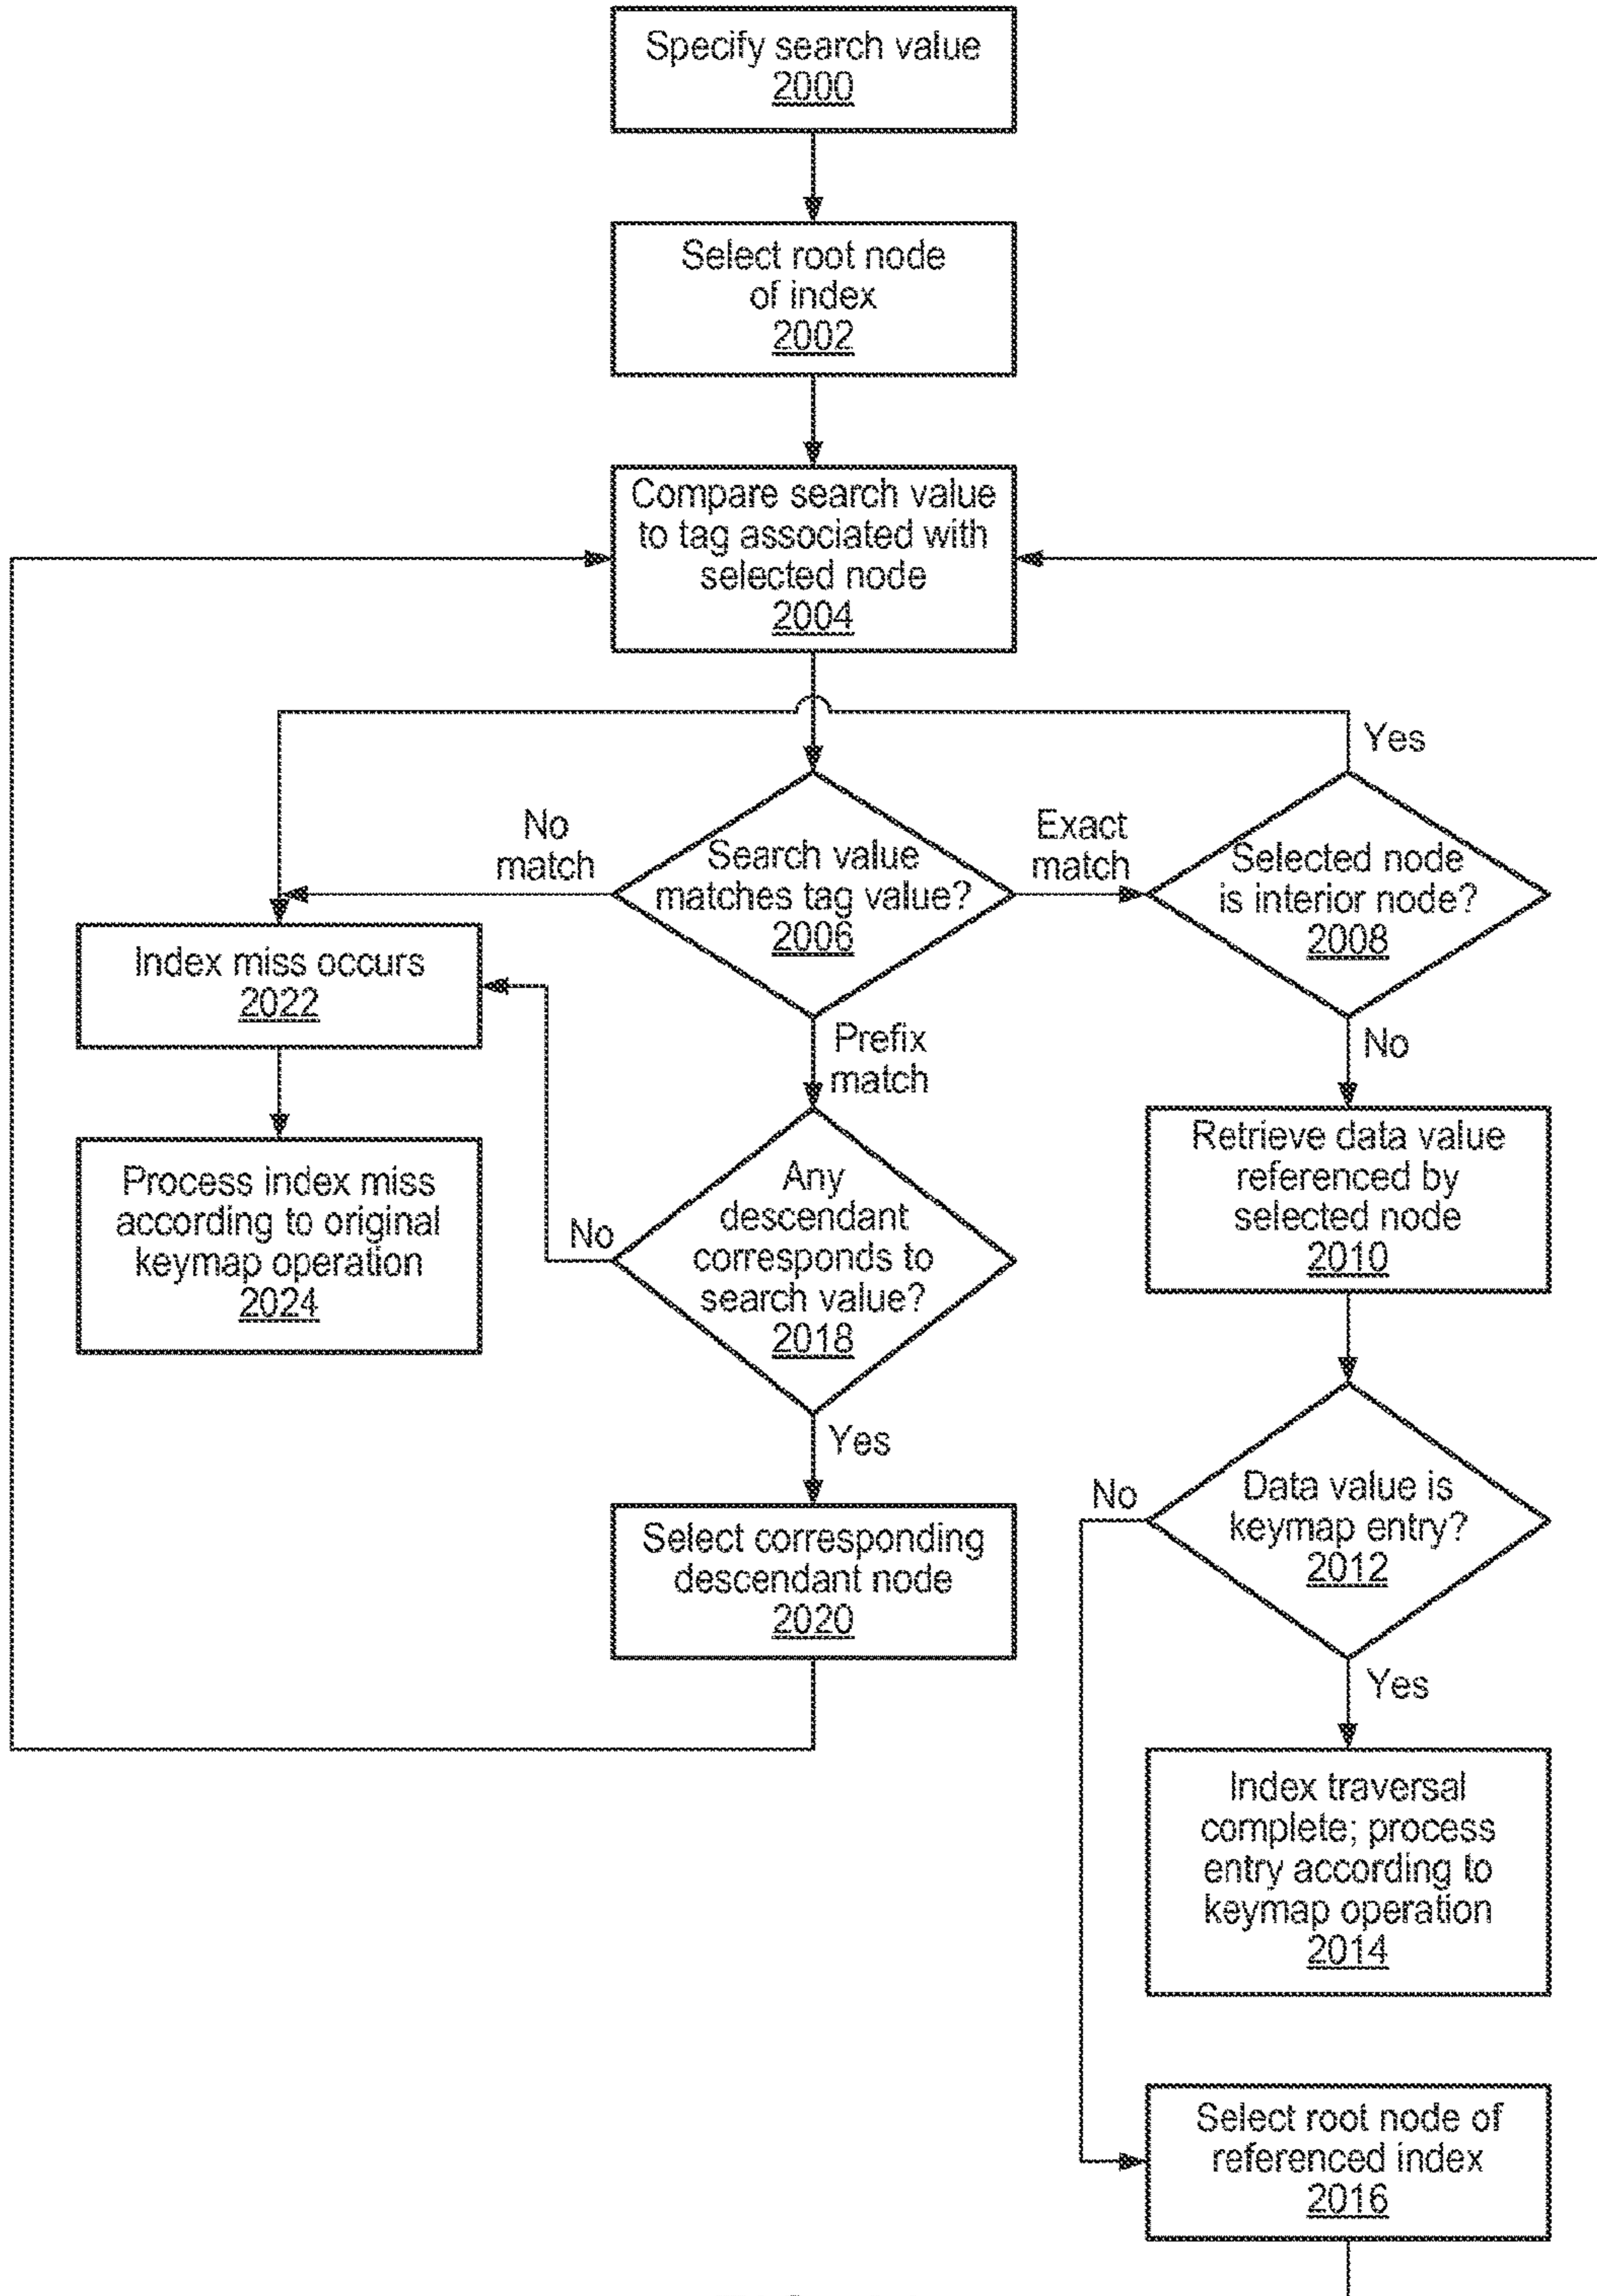 Specify search value
2000
Select root node
of index
2002
Compare search value
to tag associated with
selected node
2004
Yes
No
match
Exact
match
Search value
matches tag value?
2006
Selected node
is interior node?
2008
Index miss occurs
2022
Prefix
match
No
Process index miss
according to original
keymap operation
2024
No
Any
descendant
corresponds to
search value?
2018
Retrieve data value
referenced by
selected node
2010
Yes
Select corresponding
descendant node
2020
No
Data value is
keymap entry?
2012
Yes
Index traversal
complete; process
entry according to
keymap operation
2014
Select root node of
referenced index
2016